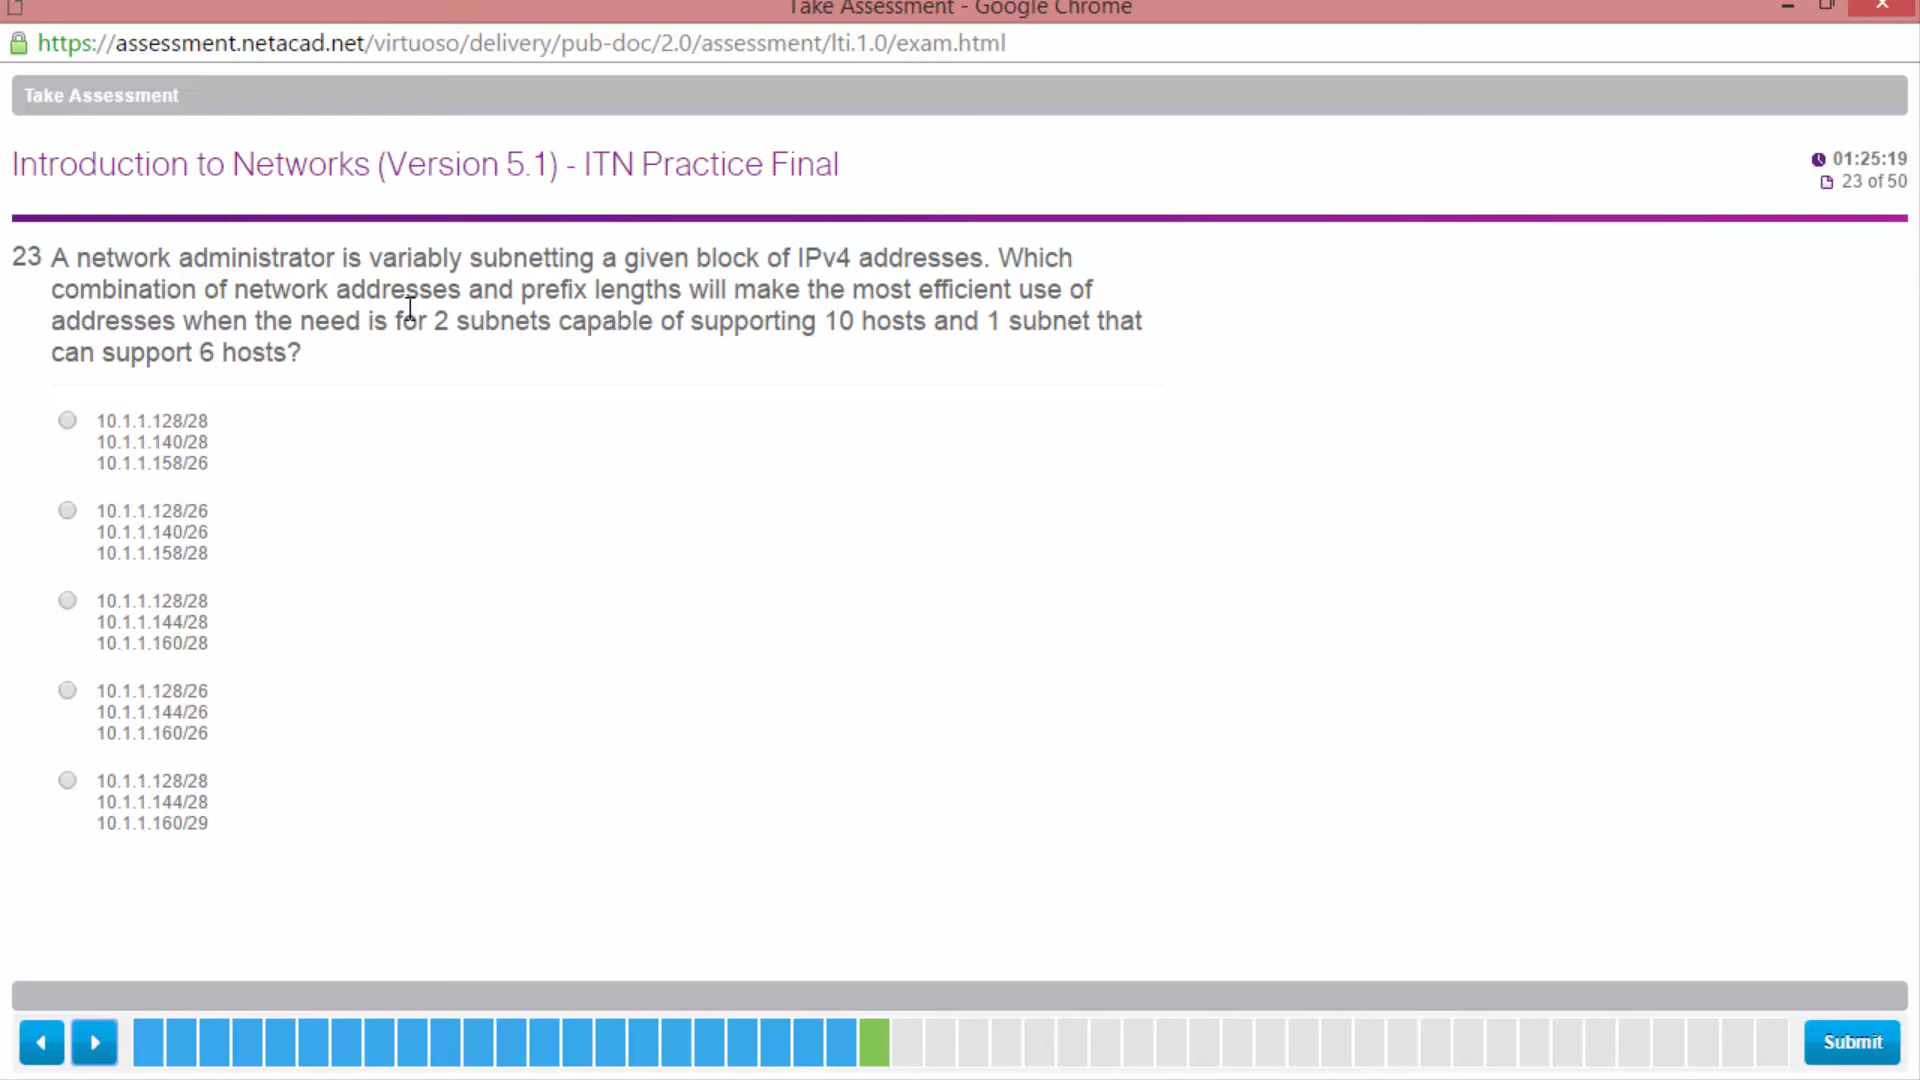 Take Assessment - Google Chrome
https://assessment.netacad.net/virtuoso/delivery/pub-doc/2.0/assessment/lti.1.0/exam.html
Take Assessment
Introduction to Networks (Version 5.1) - ITN Practice Final
01:25:19
23 of 50
23 A network administrator is variably subnetting a given block of IPv4 addresses. Which
combination of network addresses and prefix lengths will make the most efficient use of
addresses when the need is for 2 subnets capable of supporting 10 hosts and 1 subnet that
can support 6 hosts?
10.1.1.128/28
10.1.1.140/28
10.1.1.158/26
10.1.1.128/26
10.1.1.140/26
10.1.1.158/28
10.1.1.128/28
10.1.1.144/28
10.1.1.160/28
10.1.1.128/26
10.1.1.144/26
10.1.1.160/26
10.1.1.128/28
10.1.1.144/28
10.1.1.160/29
Submit